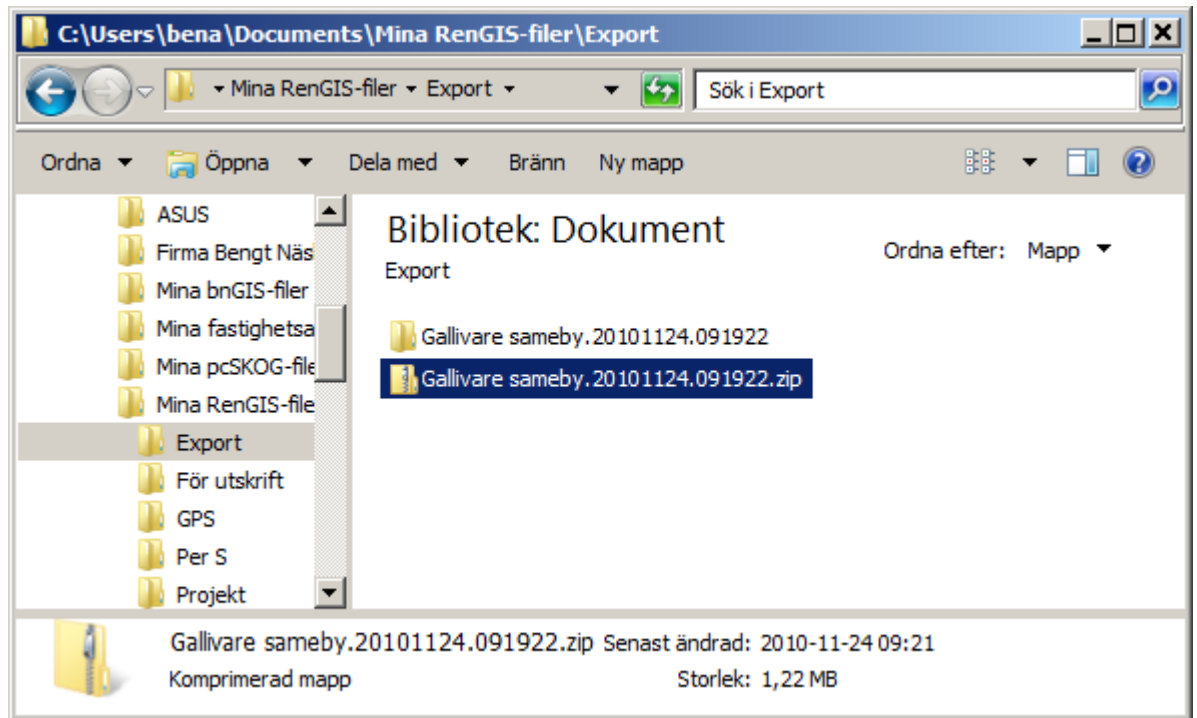 C:\Users\bena\Documents\Mina RenGIS-filer\Export
Mina RenGIS-filer Export Sök i Export
Ordna Öppna Dela med Bränn Ny mapp
ASUS
Firma Bengt Näs
Mina bnGIS-filer
Mina fastighetsa
Mina pcSKOG-file
Mina RenGIS-file
Export
För utskrift
GPS
Per S
Projekt
Bibliotek: Dokument
Export
Ordna efter: Mapp
Gallivare sameby.20101124.091922
Gallivare sameby.20101124.091922.zip
Gallivare sameby.20101124.091922.zip Senast ändrad: 2010-11-24 09:21
Komprimerad mapp Storlek: 1,22 MB